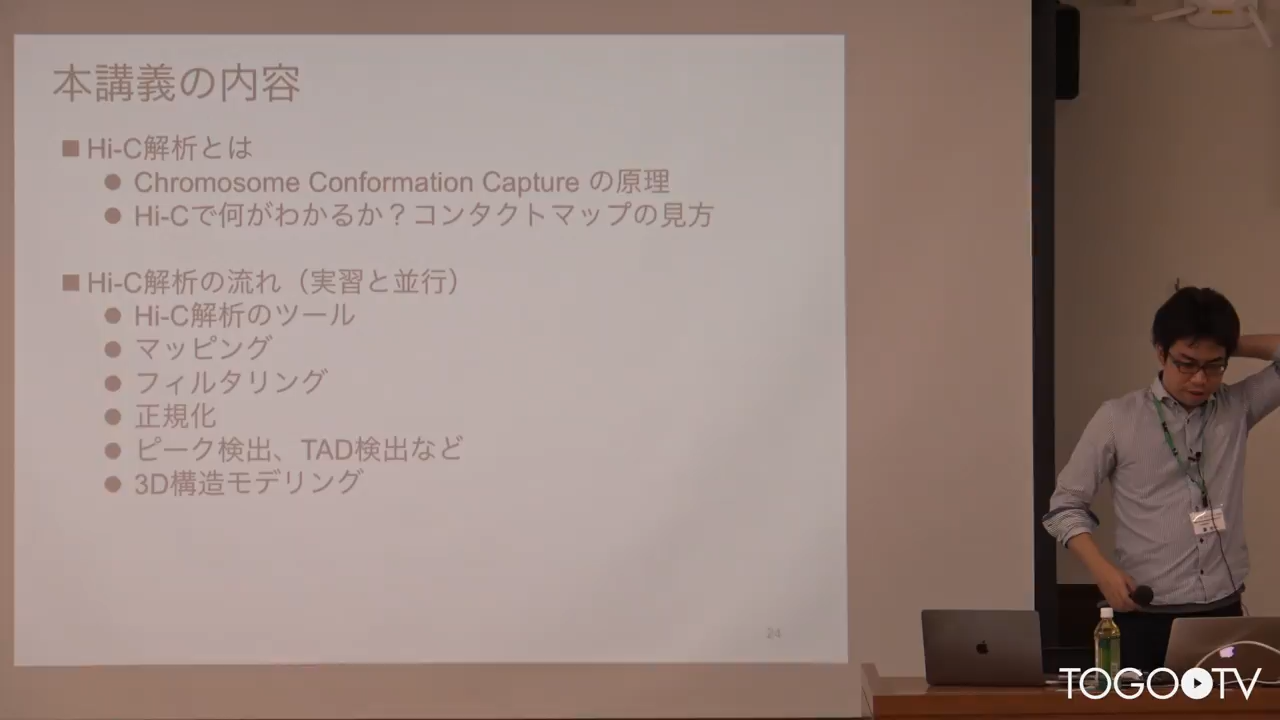 本講義の内容
■ Hi-C解析とは
● Chromosome Conformation Capture の原理
● Hi-Cで何がわかるか？コンタクトマップの見方
■ Hi-C解析の流れ（実習と並行）
● Hi-C解析のツール
● マッピング
● フィルタリング
● 正規化
● ピーク検出、TAD検出など
● 3D構造モデリング
24
TOGOTV